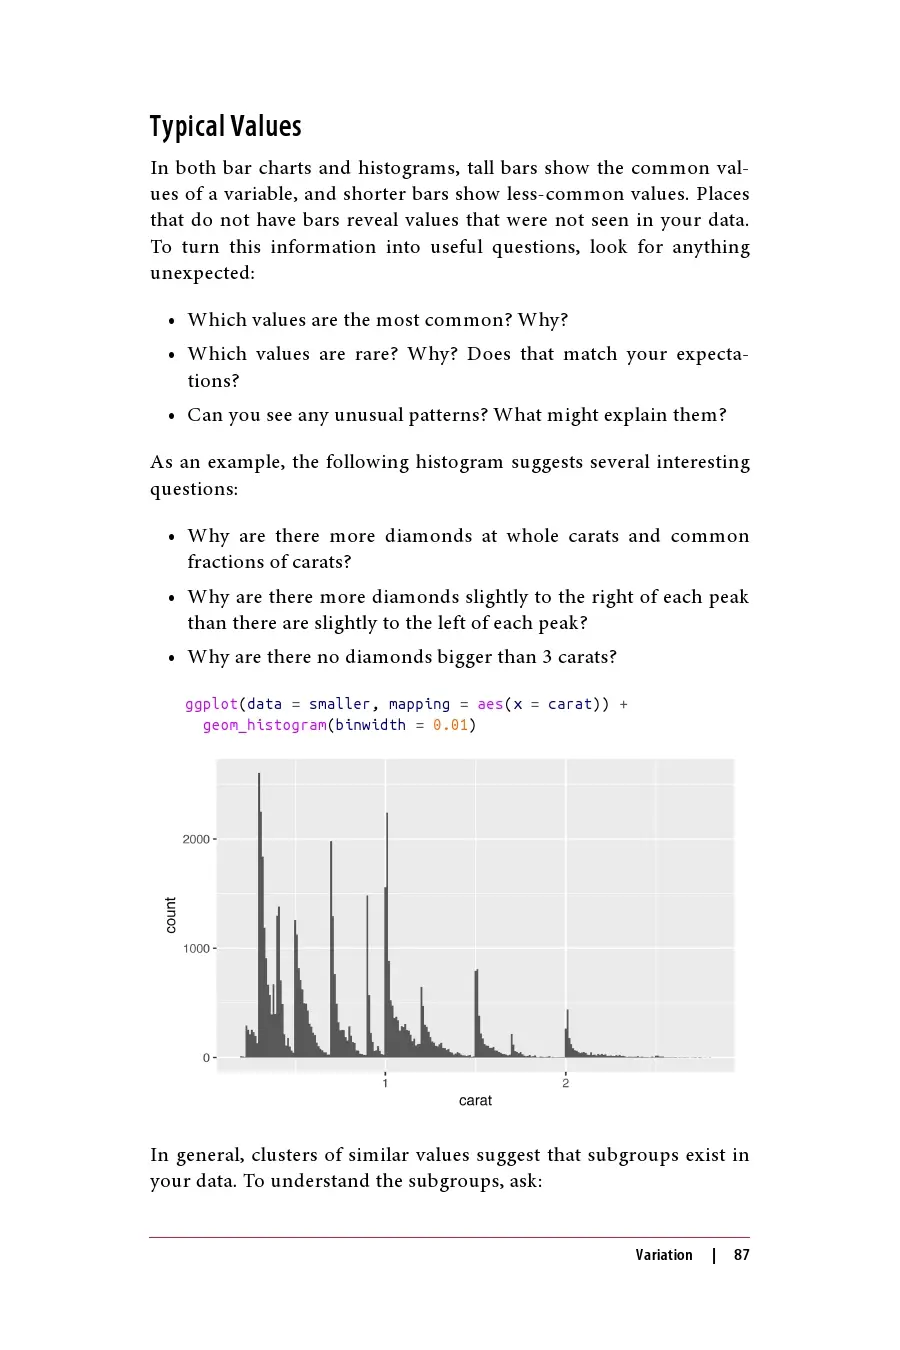 Typical Values
In both bar charts and histograms, tall bars show the common val-
ues of a variable, and shorter bars show less-common values. Places
that do not have bars reveal values that were not seen in your data.
To turn this information into useful questions, look for anything
unexpected:
• Which values are the most common? Why?
• Which values are rare? Why? Does that match your expecta-
tions?
• Can you see any unusual patterns? What might explain them?
As an example, the following histogram suggests several interesting
questions:
• Why are there more diamonds at whole carats and common
fractions of carats?
• Why are there more diamonds slightly to the right of each peak
than there are slightly to the left of each peak?
• Why are there no diamonds bigger than 3 carats?
ggplot(data = smaller, mapping = aes(x = carat)) +
  geom_histogram(binwidth = 0.01)
2000
count
1000
0
1 2
carat
In general, clusters of similar values suggest that subgroups exist in
your data. To understand the subgroups, ask:
Variation | 87